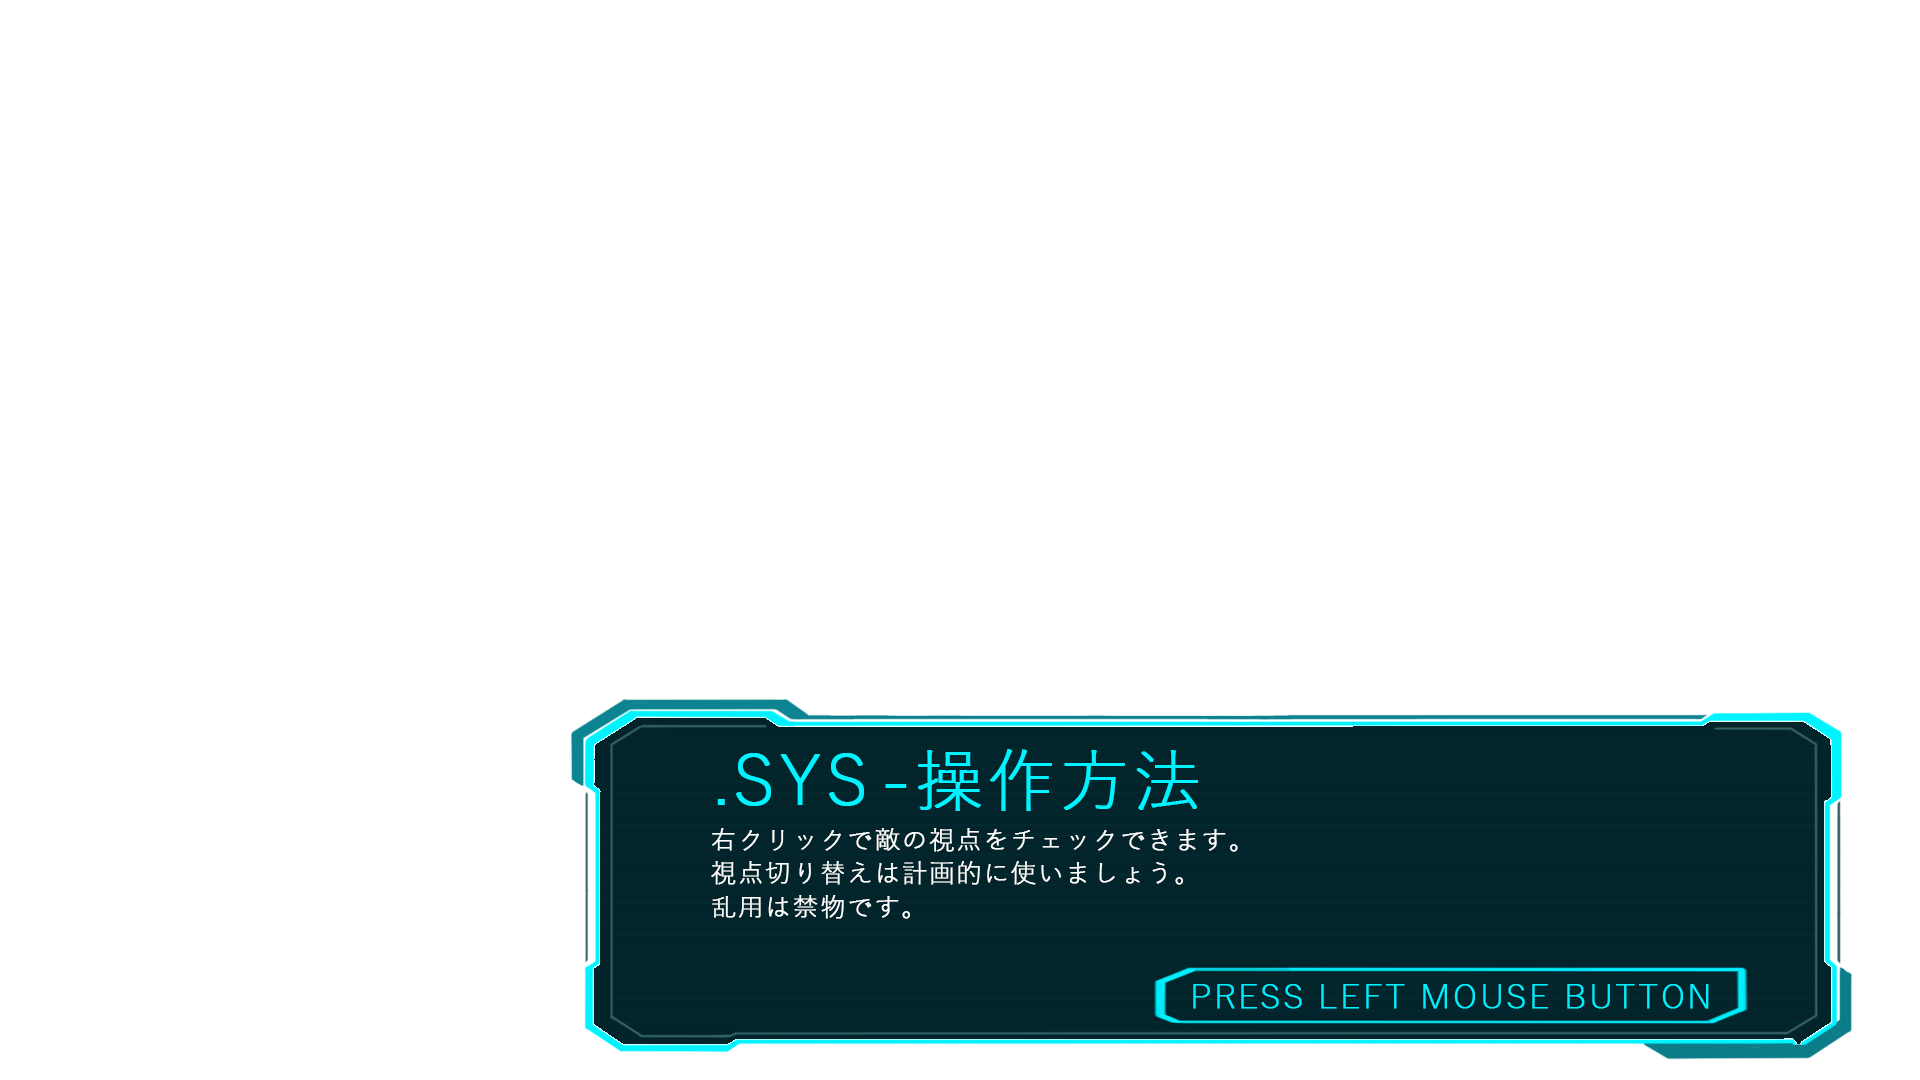 .SYS-操作方法
右クリックで敵の視点をチェックできます。
視点切り替えは計画的に使いましょう。
乱用は禁物です。
PRESS LEFT MOUSE BUTTON